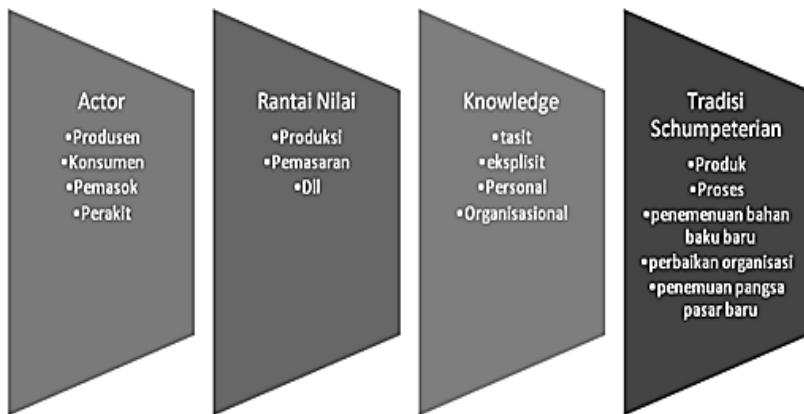 Actor
•Produsen
•Konsumen
•Pemasok
•Perakit
Rantai Nilai
•Produksi
•Pemasaran
•Dll
Knowledge
•tasit
•eksplisit
•Personal
•Organisasional
Tradisi
Schumpeterian
•Produk
•Proses
•penemenuan bahan
baku baru
•perbaikan organisasi
•penemuan pangsa
pasar baru